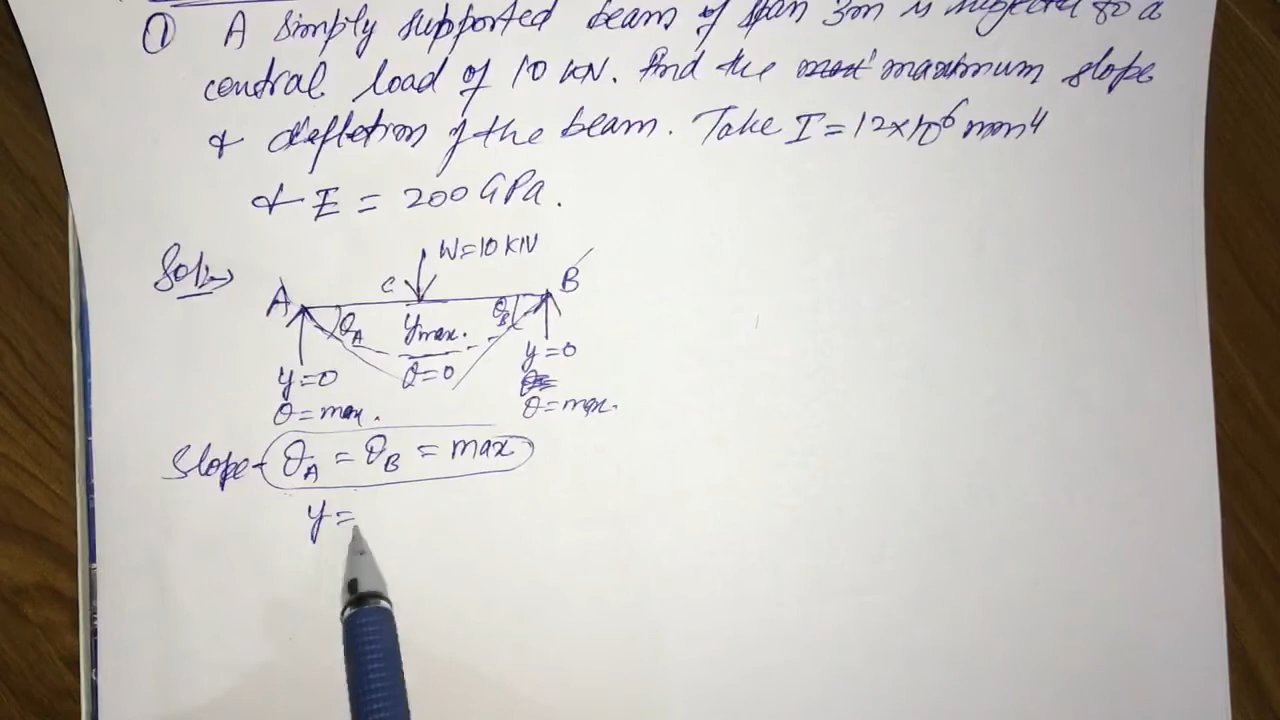 ① A simply supported beam of span 3m is subjected to a
central load of 10 KN. Find the maximum slope
& defletion of the beam. Take I = 12×10⁶ mm⁴
& E = 200 GPa.
Soln→
W=10 KN
A C B
θA ymax. θB
θ=0
y=0 y=0
θ=max. θ=max.
Slope - θA = θB = max
y=